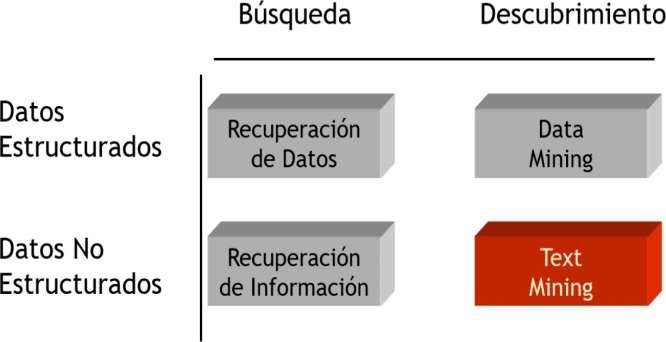 Búsqueda
Descubrimiento
Datos
Estructurados
Recuperación
de Datos
Data
Mining
Datos No
Estructurados
Recuperación
de Información
Text
Mining